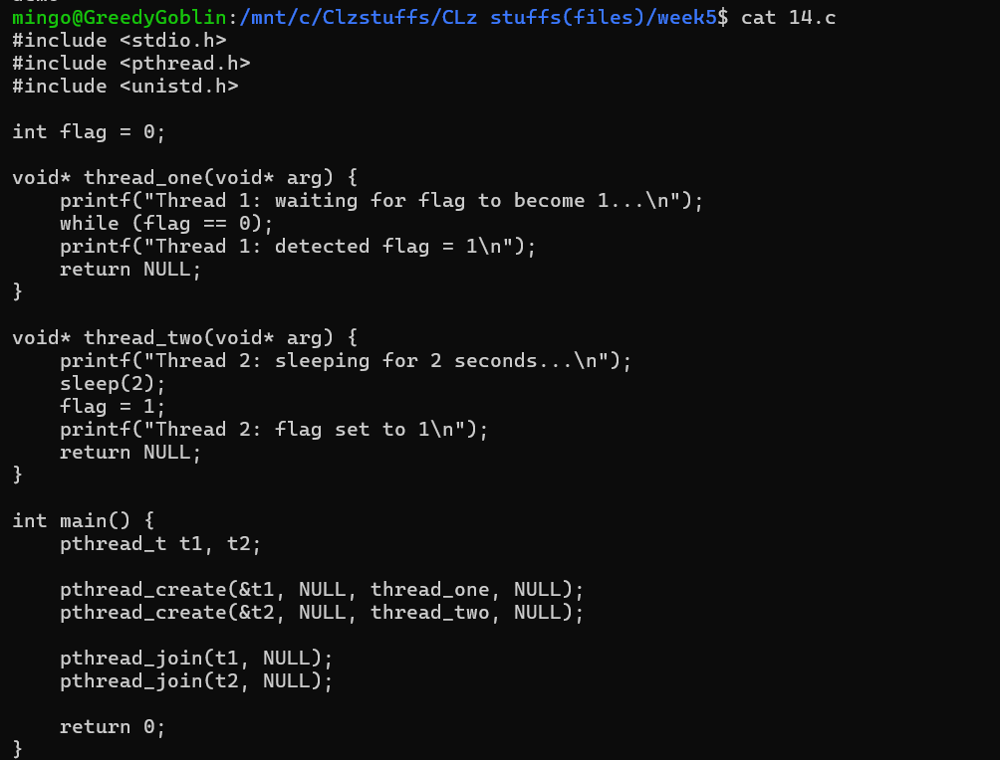 mingo@GreedyGoblin:/mnt/c/Clzstuffs/CLz stuffs(files)/week5$ cat 14.c
#include <stdio.h>
#include <pthread.h>
#include <unistd.h>

int flag = 0;

void* thread_one(void* arg) {
    printf("Thread 1: waiting for flag to become 1...\n");
    while (flag == 0);
    printf("Thread 1: detected flag = 1\n");
    return NULL;
}

void* thread_two(void* arg) {
    printf("Thread 2: sleeping for 2 seconds...\n");
    sleep(2);
    flag = 1;
    printf("Thread 2: flag set to 1\n");
    return NULL;
}

int main() {
    pthread_t t1, t2;

    pthread_create(&t1, NULL, thread_one, NULL);
    pthread_create(&t2, NULL, thread_two, NULL);

    pthread_join(t1, NULL);
    pthread_join(t2, NULL);

    return 0;
}